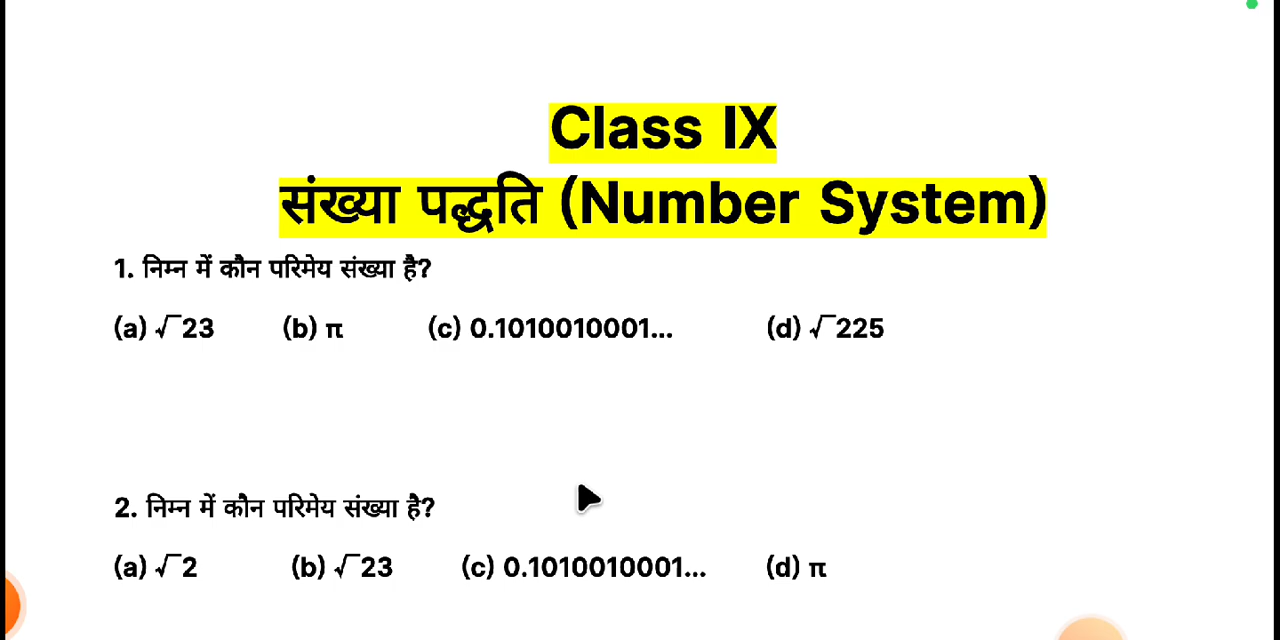 Class IX
संख्या पद्धति (Number System)
1. निम्न में कौन परिमेय संख्या है?
(a) √23 (b) π (c) 0.1010010001... (d) √225
2. निम्न में कौन परिमेय संख्या है?
(a) √2 (b) √23 (c) 0.1010010001... (d) π